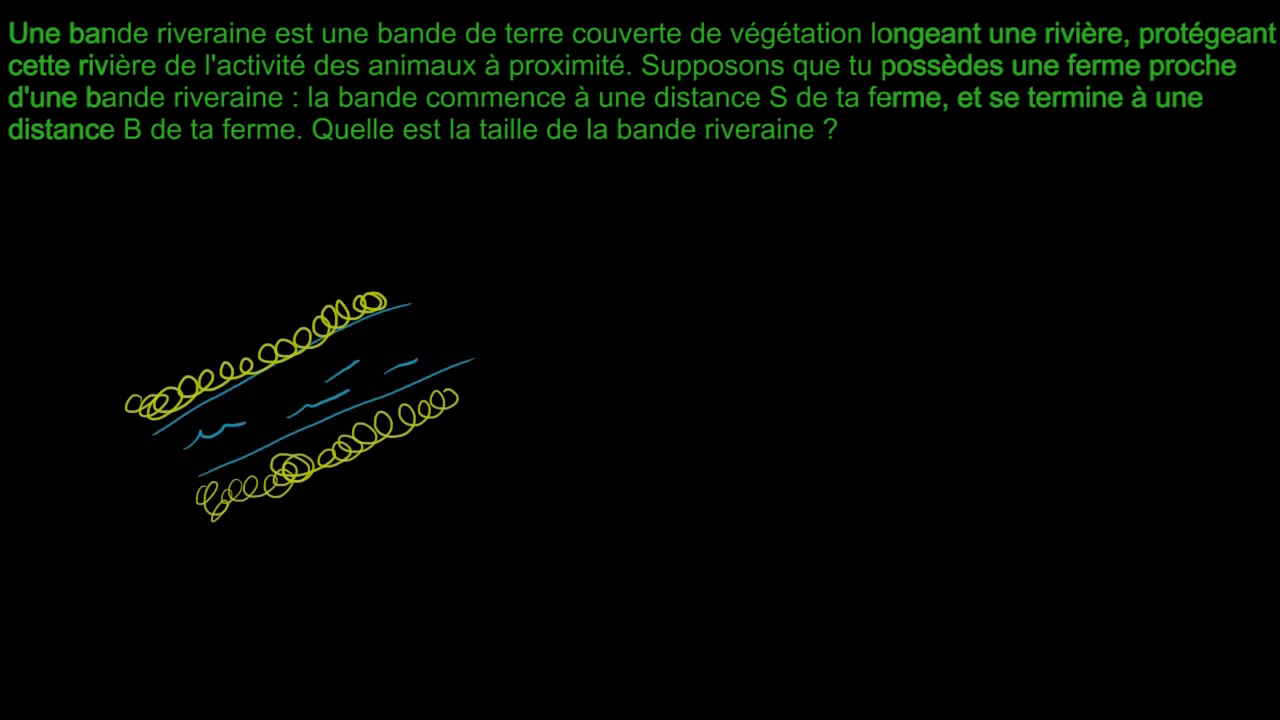 Une bande riveraine est une bande de terre couverte de végétation longeant une rivière, protégeant
cette rivière de l'activité des animaux à proximité. Supposons que tu possèdes une ferme proche
d'une bande riveraine : la bande commence à une distance S de ta ferme, et se termine à une
distance B de ta ferme. Quelle est la taille de la bande riveraine ?